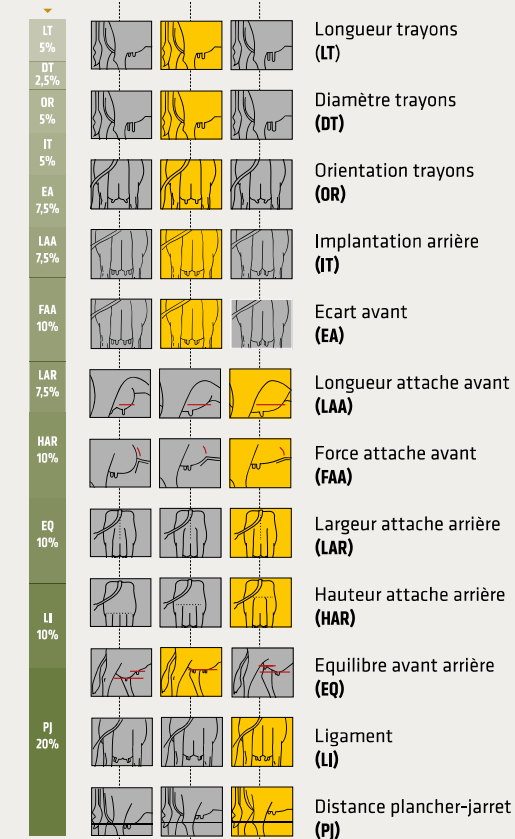 LT
5%
DT
2,5%
OR
5%
IT
5%
EA
7,5%
LAA
7,5%
FAA
10%
LAR
7,5%
HAR
10%
EQ
10%
LI
10%
PJ
20%
Longueur trayons
(LT)
Diamètre trayons
(DT)
Orientation trayons
(OR)
Implantation arrière
(IT)
Ecart avant
(EA)
Longueur attache avant
(LAA)
Force attache avant
(FAA)
Largeur attache arrière
(LAR)
Hauteur attache arrière
(HAR)
Equilibre avant arrière
(EQ)
Ligament
(LI)
Distance plancher-jarret
(PJ)